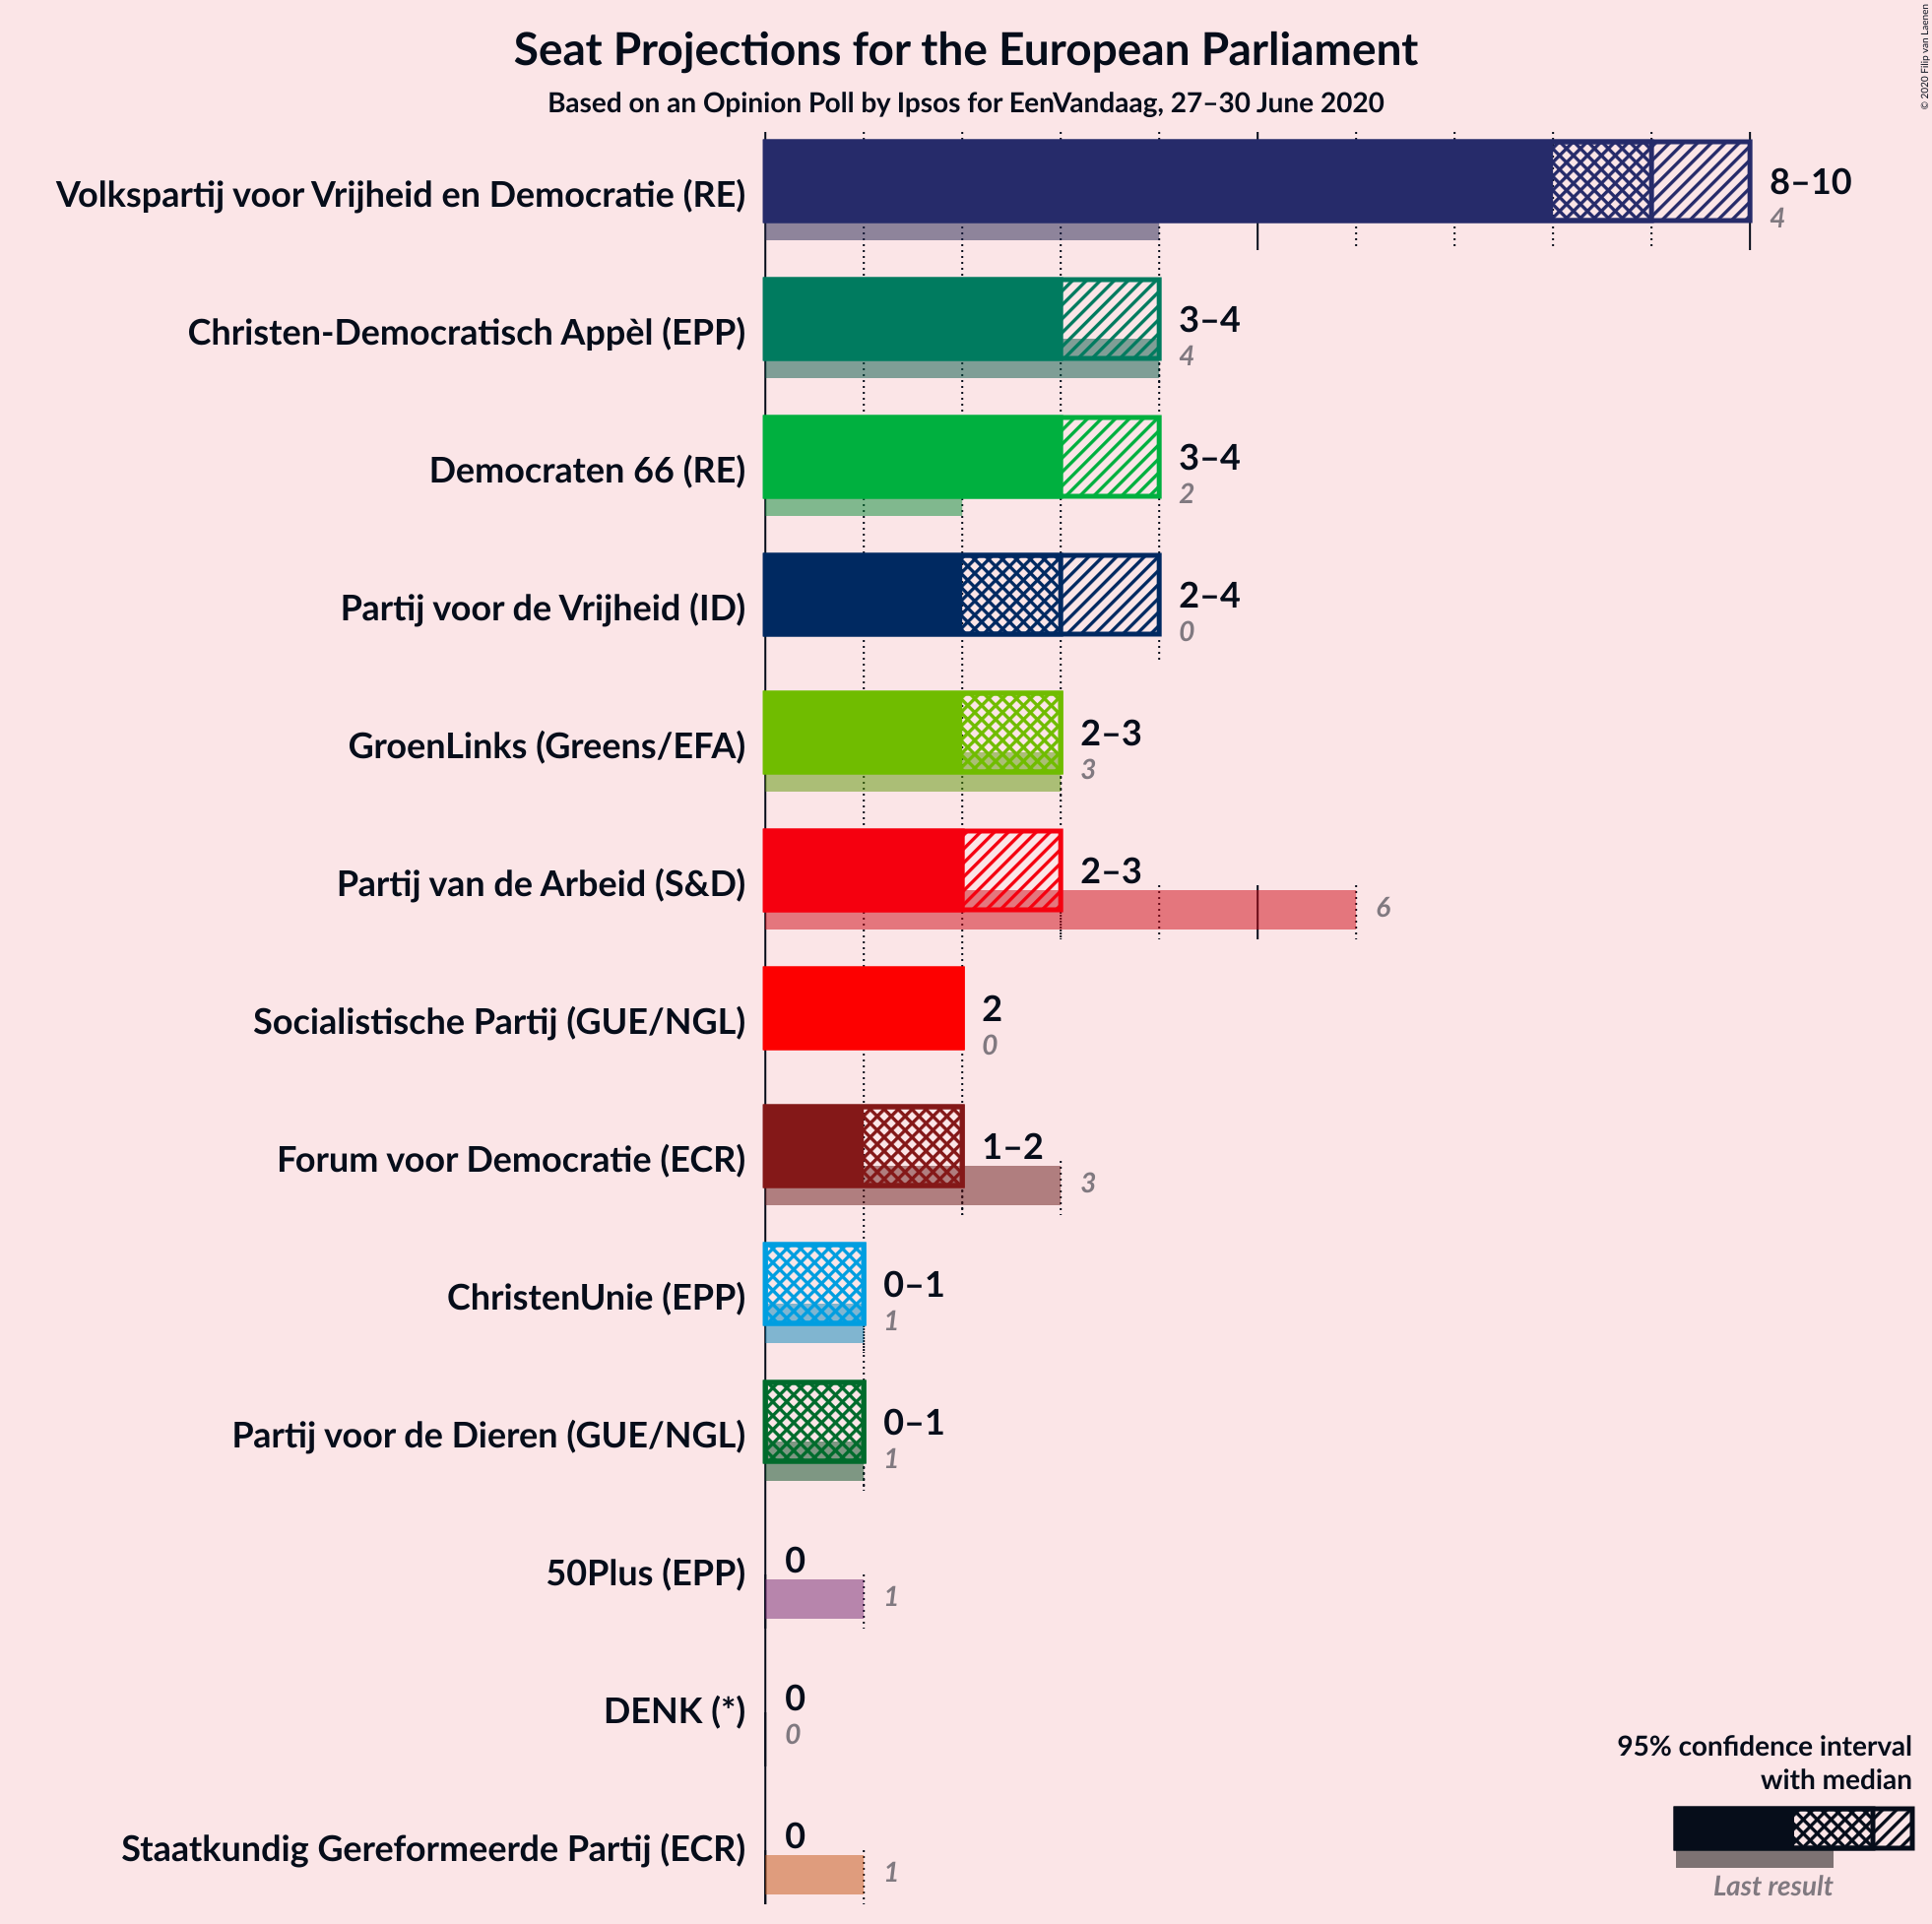 Seat Projections for the European Parliament
Based on an Opinion Poll by Ipsos for EenVandaag, 27–30 June 2020
© 2020 Filip van Laenen
Volkspartij voor Vrijheid en Democratie (RE)
8–10
4
Christen-Democratisch Appèl (EPP)
3–4
4
Democraten 66 (RE)
3–4
2
Partij voor de Vrijheid (ID)
2–4
0
GroenLinks (Greens/EFA)
2–3
3
Partij van de Arbeid (S&D)
2–3
6
Socialistische Partij (GUE/NGL)
2
0
Forum voor Democratie (ECR)
1–2
3
ChristenUnie (EPP)
0–1
1
Partij voor de Dieren (GUE/NGL)
0–1
1
50Plus (EPP)
0
1
DENK (*)
0
0
Staatkundig Gereformeerde Partij (ECR)
0
1
95% confidence interval
with median
Last result